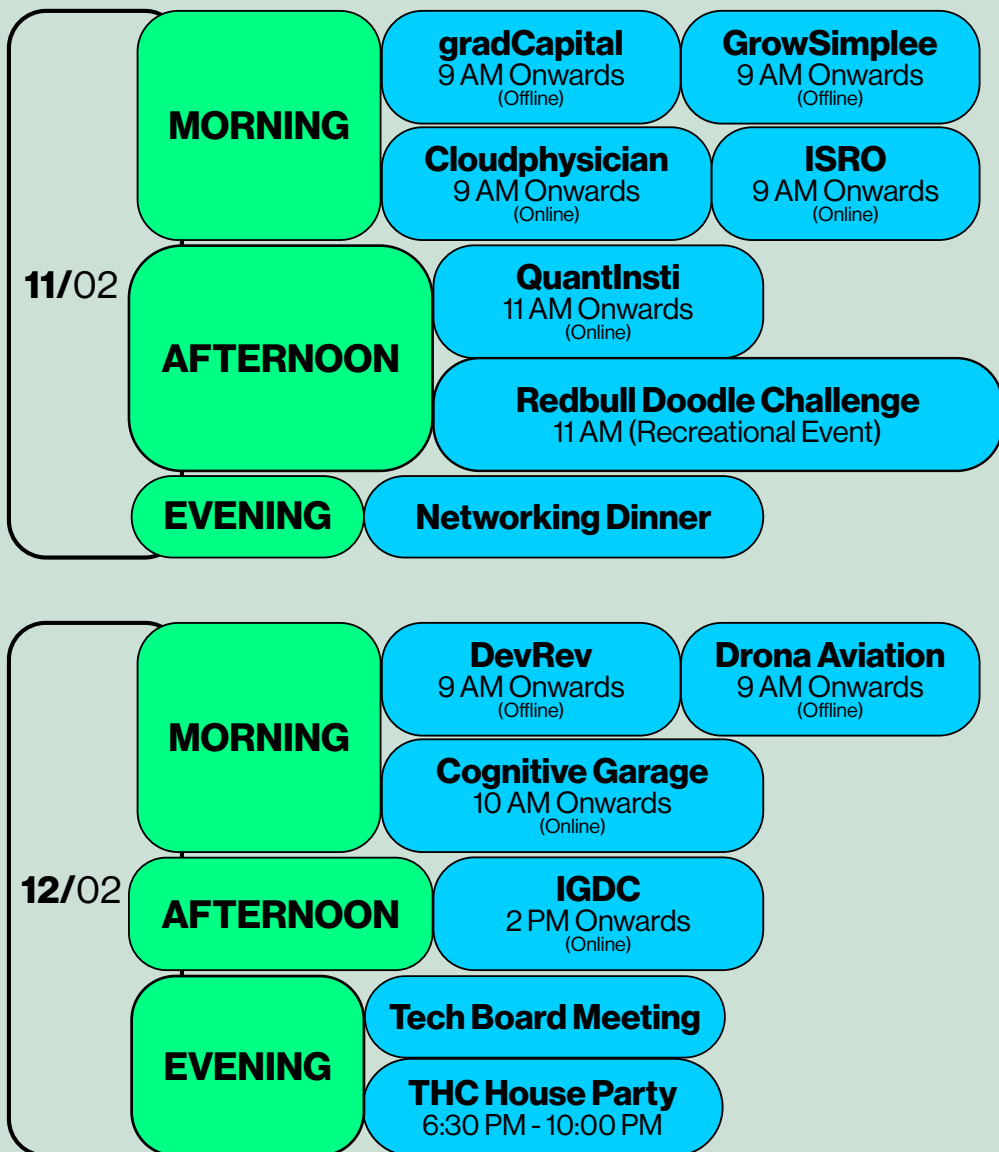 11/02
MORNING
gradCapital
9 AM Onwards
(Offline)
GrowSimplee
9 AM Onwards
(Offline)
Cloudphysician
9 AM Onwards
(Online)
ISRO
9 AM Onwards
(Online)
AFTERNOON
QuantInsti
11 AM Onwards
(Online)
Redbull Doodle Challenge
11 AM (Recreational Event)
EVENING
Networking Dinner
12/02
MORNING
DevRev
9 AM Onwards
(Offline)
Drona Aviation
9 AM Onwards
(Offline)
Cognitive Garage
10 AM Onwards
(Online)
AFTERNOON
IGDC
2 PM Onwards
(Online)
EVENING
Tech Board Meeting
THC House Party
6:30 PM - 10:00 PM